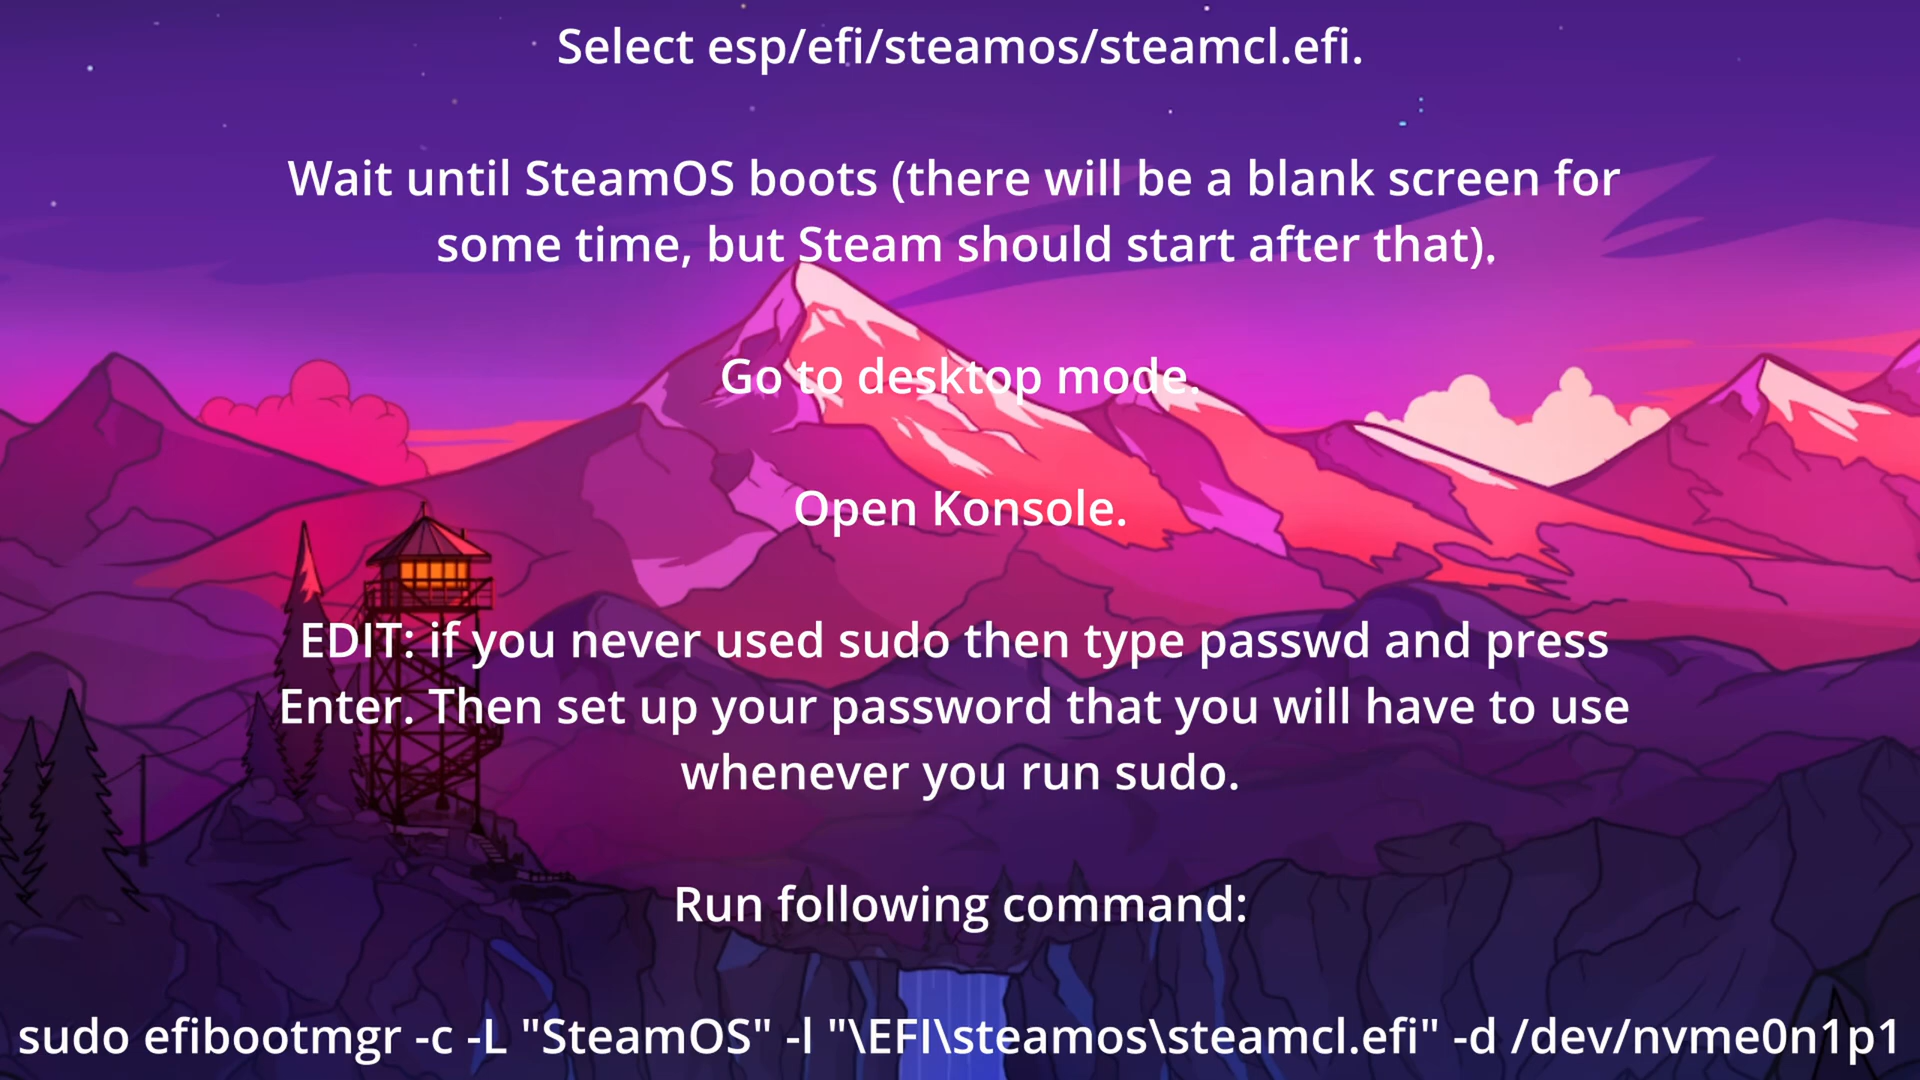 Select esp/efi/steamos/steamcl.efi.
Wait until SteamOS boots (there will be a blank screen for
some time, but Steam should start after that).
Go to desktop mode.
Open Konsole.
EDIT: if you never used sudo then type passwd and press
Enter. Then set up your password that you will have to use
whenever you run sudo.
Run following command:
sudo efibootmgr -c -L "SteamOS" -l "\EFI\steamos\steamcl.efi" -d /dev/nvme0n1p1